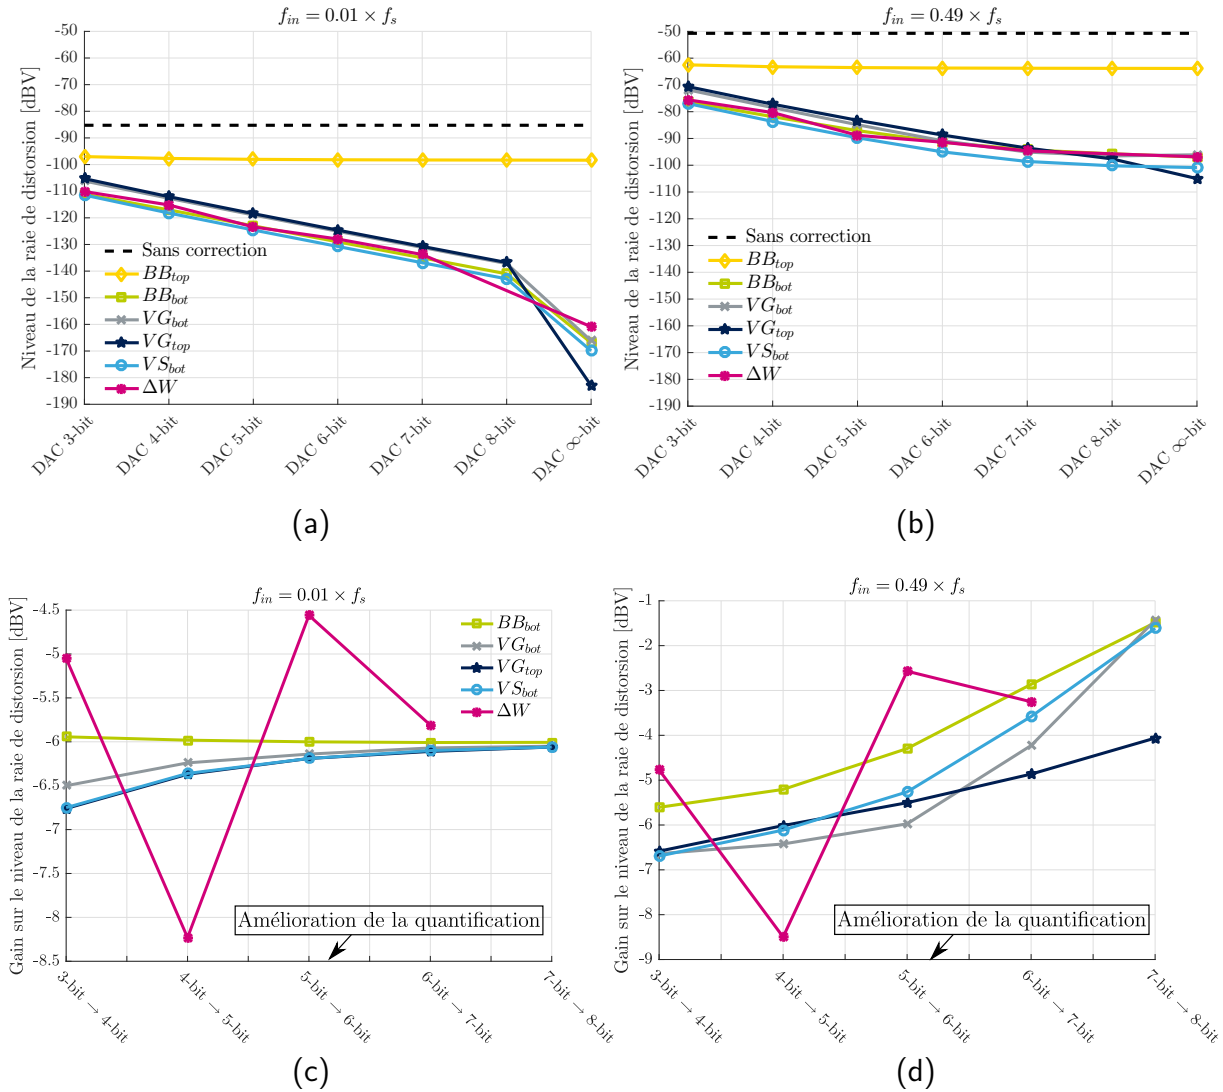 f_in = 0.01 × f_s
Niveau de la raie de distorsion [dBV]
-50
-60
-70
-80
-90
-100
-110
-120
-130
-140
-150
-160
-170
-180
-190
Sans correction
BB_top
BB_bot
VG_bot
VG_top
VS_bot
ΔW
DAC 3-bit
DAC 4-bit
DAC 5-bit
DAC 6-bit
DAC 7-bit
DAC 8-bit
DAC ∞-bit
(a)
f_in = 0.49 × f_s
Niveau de la raie de distorsion [dBV]
-50
-60
-70
-80
-90
-100
-110
-120
-130
-140
-150
-160
-170
-180
-190
Sans correction
BB_top
BB_bot
VG_bot
VG_top
VS_bot
ΔW
DAC 3-bit
DAC 4-bit
DAC 5-bit
DAC 6-bit
DAC 7-bit
DAC 8-bit
DAC ∞-bit
(b)
f_in = 0.01 × f_s
Gain sur le niveau de la raie de distorsion [dBV]
-4.5
-5
-5.5
-6
-6.5
-7
-7.5
-8
-8.5
BB_bot
VG_bot
VG_top
VS_bot
ΔW
Amélioration de la quantification
3-bit → 4-bit
4-bit → 5-bit
5-bit → 6-bit
6-bit → 7-bit
7-bit → 8-bit
(c)
f_in = 0.49 × f_s
Gain sur le niveau de la raie de distorsion [dBV]
-1
-2
-3
-4
-5
-6
-7
-8
-9
Amélioration de la quantification
3-bit → 4-bit
4-bit → 5-bit
5-bit → 6-bit
6-bit → 7-bit
7-bit → 8-bit
(d)